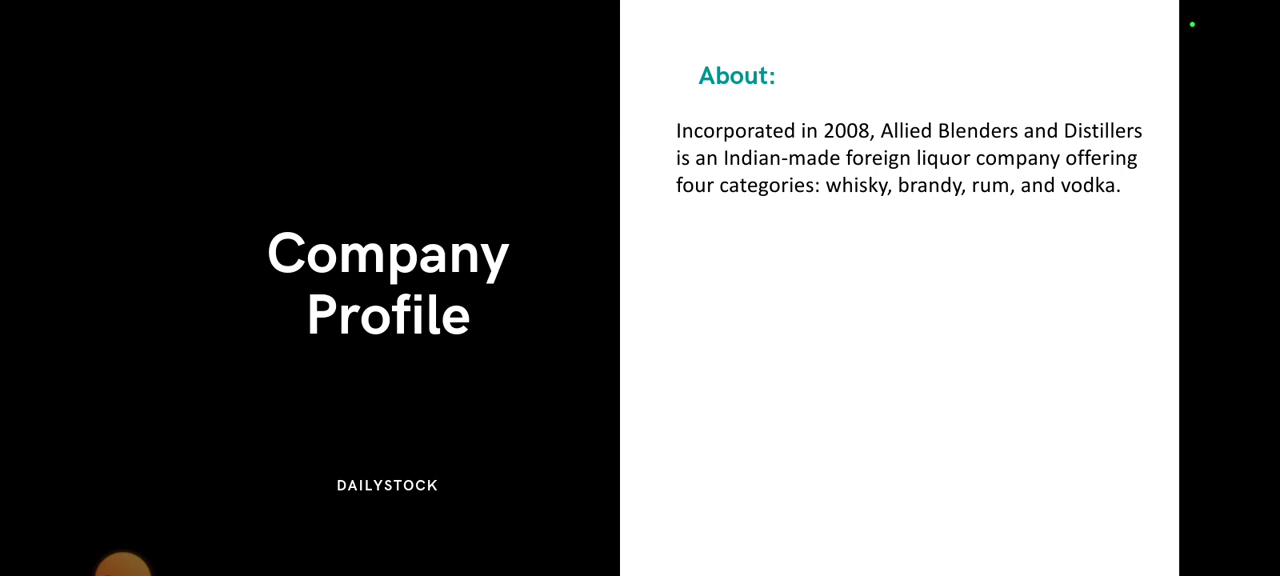 Company
Profile
DAILYSTOCK
About:
Incorporated in 2008, Allied Blenders and Distillers
is an Indian-made foreign liquor company offering
four categories: whisky, brandy, rum, and vodka.